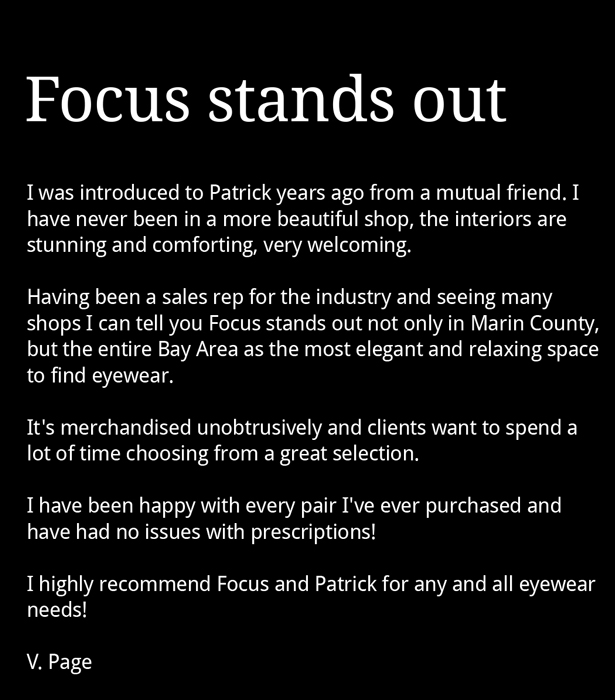 Focus stands out
I was introduced to Patrick years ago from a mutual friend. I
have never been in a more beautiful shop, the interiors are
stunning and comforting, very welcoming.
Having been a sales rep for the industry and seeing many
shops I can tell you Focus stands out not only in Marin County,
but the entire Bay Area as the most elegant and relaxing space
to find eyewear.
It's merchandised unobtrusively and clients want to spend a
lot of time choosing from a great selection.
I have been happy with every pair I've ever purchased and
have had no issues with prescriptions!
I highly recommend Focus and Patrick for any and all eyewear
needs!
V. Page